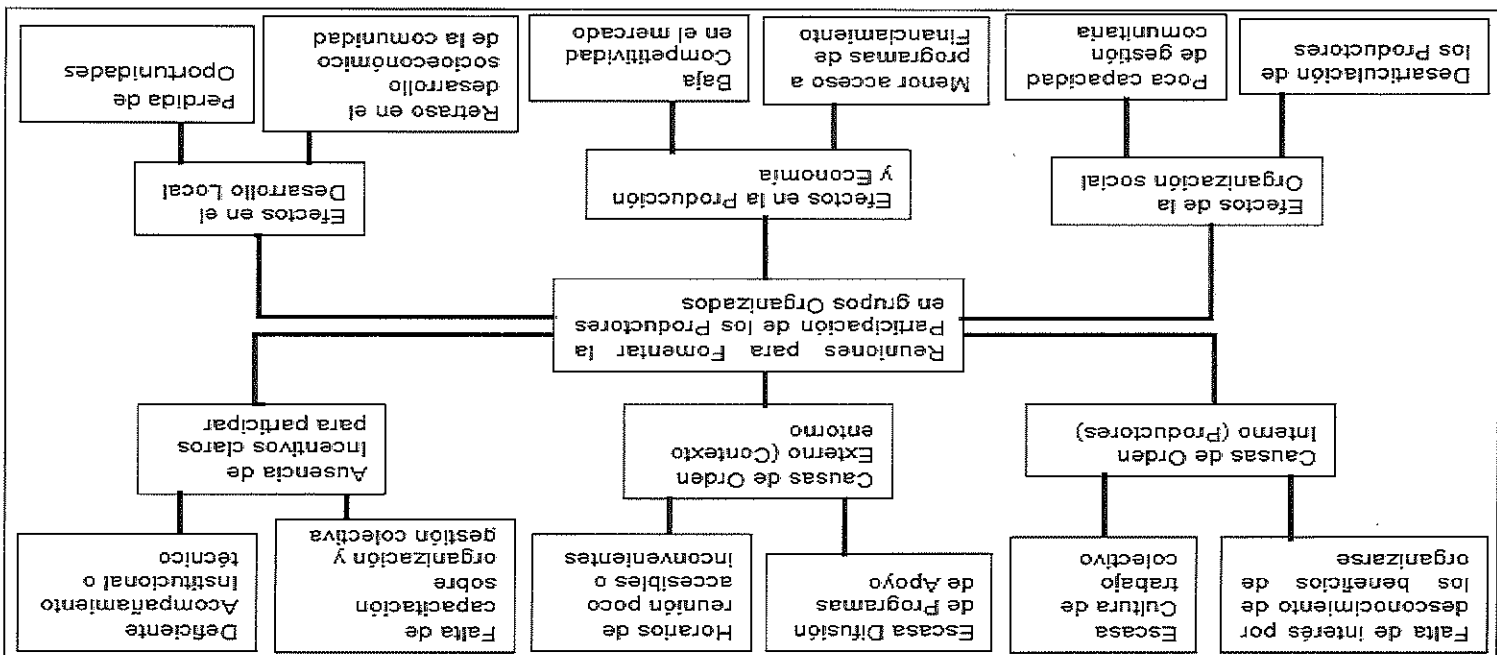 Falta de interés por
desconocimiento de
los beneficios de
organizarse
Escasa
Cultura de
trabajo
colectivo
Escasa Difusión
de Programas
de Apoyo
Horarios de
reunión poco
accesibles o
inconvenientes
Falta de
capacitación
sobre
organización y
gestión colectiva
Deficiente
Acompañamiento
Institucional o
técnico
Causas de Orden
Interno (Productores)
Causas de Orden
Externo (Contexto
entorno
Ausencia de
Incentivos claros
para participar
Reuniones para Fomentar la
Participación de los Productores
en grupos Organizados
Efectos de la
Organización social
Efectos en la Producción
y Economía
Efectos en el
Desarrollo Local
Desarticulación de
los Productores
Poca capacidad
de gestión
comunitaria
Menor acceso a
programas de
Financiamiento
Baja
Competitividad
en el mercado
Retraso en el
desarrollo
socioeconómico
de la comunidad
Perdida de
Oportunidades